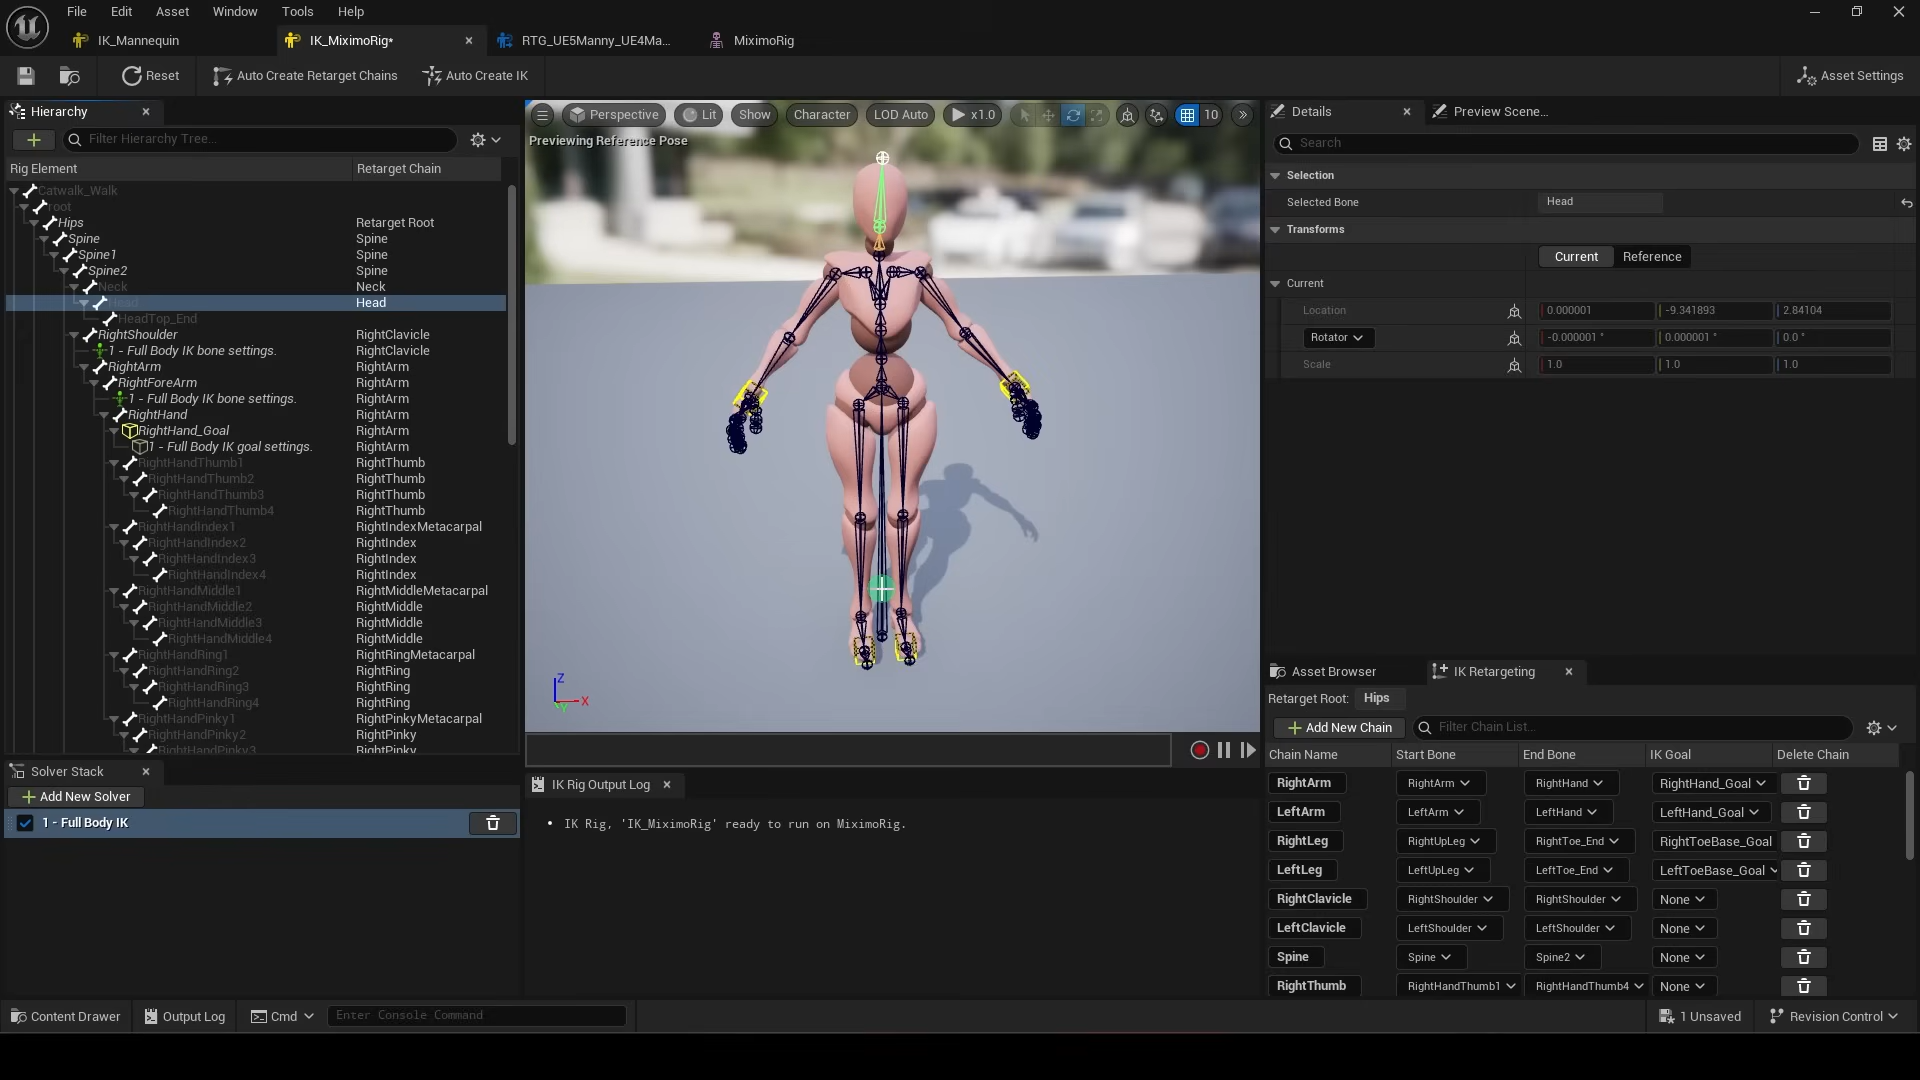 File Edit Asset Window Tools Help
IK_Mannequin
IK_MiximoRig*
RTG_UE5Manny_UE4Ma...
MiximoRig
Reset
Auto Create Retarget Chains
Auto Create IK
Asset Settings
Hierarchy
Filter Hierarchy Tree...
Rig Element Retarget Chain
Catwalk_Walk
root
Hips Retarget Root
Spine Spine
Spine1 Spine
Spine2 Spine
Neck Neck
Head Head
HeadTop_End
RightShoulder RightClavicle
1 - Full Body IK bone settings. RightClavicle
RightArm RightArm
RightForeArm RightArm
1 - Full Body IK bone settings. RightArm
RightHand RightArm
RightHand_Goal RightArm
1 - Full Body IK goal settings. RightArm
RightHandThumb1 RightThumb
RightHandThumb2 RightThumb
RightHandThumb3 RightThumb
RightHandThumb4 RightThumb
RightHandIndex1 RightIndexMetacarpal
RightHandIndex2 RightIndex
RightHandIndex3 RightIndex
RightHandIndex4 RightIndex
RightHandMiddle1 RightMiddleMetacarpal
RightHandMiddle2 RightMiddle
RightHandMiddle3 RightMiddle
RightHandMiddle4 RightMiddle
RightHandRing1 RightRingMetacarpal
RightHandRing2 RightRing
RightHandRing3 RightRing
RightHandRing4 RightRing
RightHandPinky1 RightPinkyMetacarpal
RightHandPinky2 RightPinky
RightHandPinky3 RightPinky
Solver Stack
Add New Solver
1 - Full Body IK
Perspective Lit Show Character LOD Auto x1.0 10
Previewing Reference Pose
Z
X
Y
IK Rig Output Log
• IK Rig, 'IK_MiximoRig' ready to run on MiximoRig.
Details
Preview Scene...
Search
Selection
Selected Bone Head
Transforms
Current Reference
Current
Location 0.000001 -9.341893 2.84104
Rotator -0.000001 ° 0.000001 ° 0.0 °
Scale 1.0 1.0 1.0
Asset Browser
IK Retargeting
Retarget Root: Hips
Add New Chain
Filter Chain List...
Chain Name Start Bone End Bone IK Goal Delete Chain
RightArm RightArm RightHand RightHand_Goal
LeftArm LeftArm LeftHand LeftHand_Goal
RightLeg RightUpLeg RightToe_End RightToeBase_Goal
LeftLeg LeftUpLeg LeftToe_End LeftToeBase_Goal
RightClavicle RightShoulder RightShoulder None
LeftClavicle LeftShoulder LeftShoulder None
Spine Spine Spine2 None
RightThumb RightHandThumb1 RightHandThumb4 None
Content Drawer
Output Log
Cmd
Enter Console Command
1 Unsaved
Revision Control